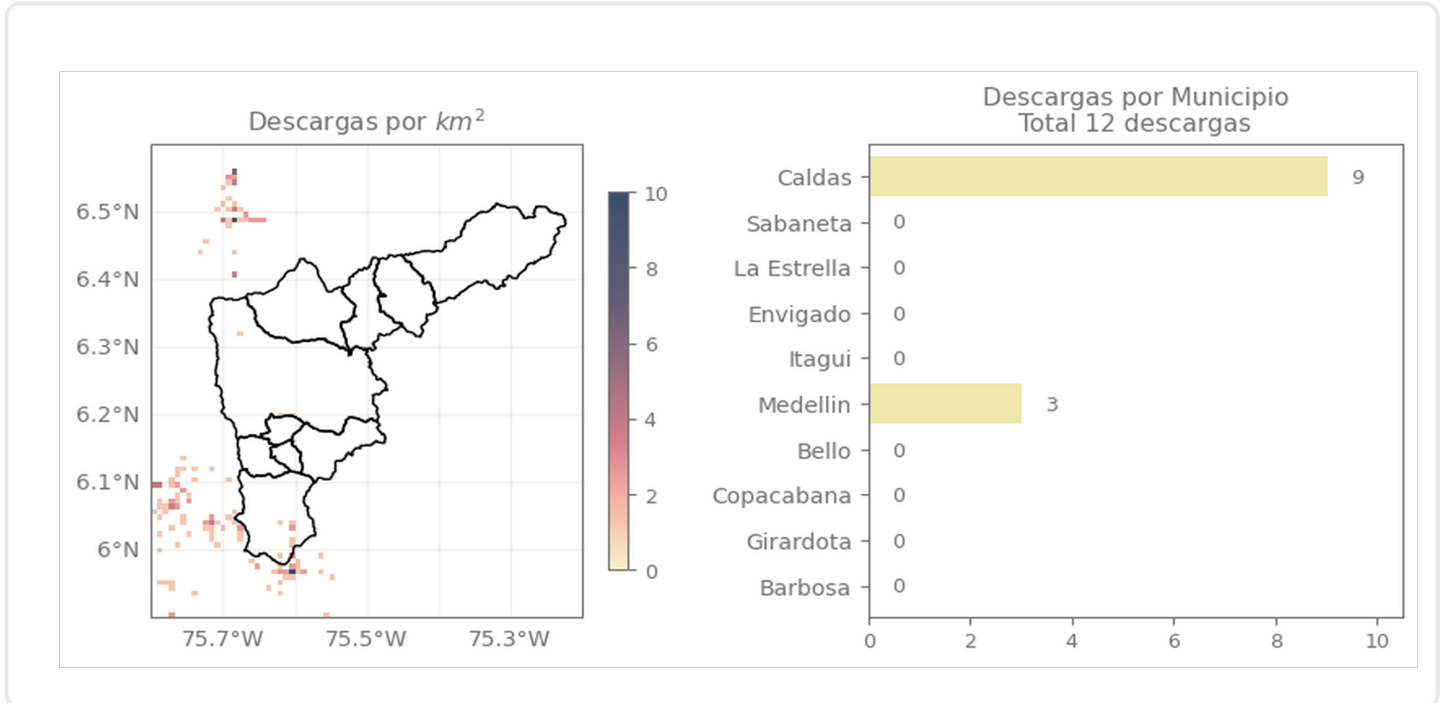 Descargas por km²
6.5°N
6.4°N
6.3°N
6.2°N
6.1°N
6°N
75.7°W 75.5°W 75.3°W
10
8
6
4
2
0
Descargas por Municipio
Total 12 descargas
Caldas 9
Sabaneta 0
La Estrella 0
Envigado 0
Itagui 0
Medellin 3
Bello 0
Copacabana 0
Girardota 0
Barbosa 0
0 2 4 6 8 10